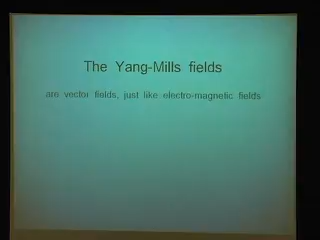 The Yang-Mills fields
are vector fields, just like electro-magnetic fields